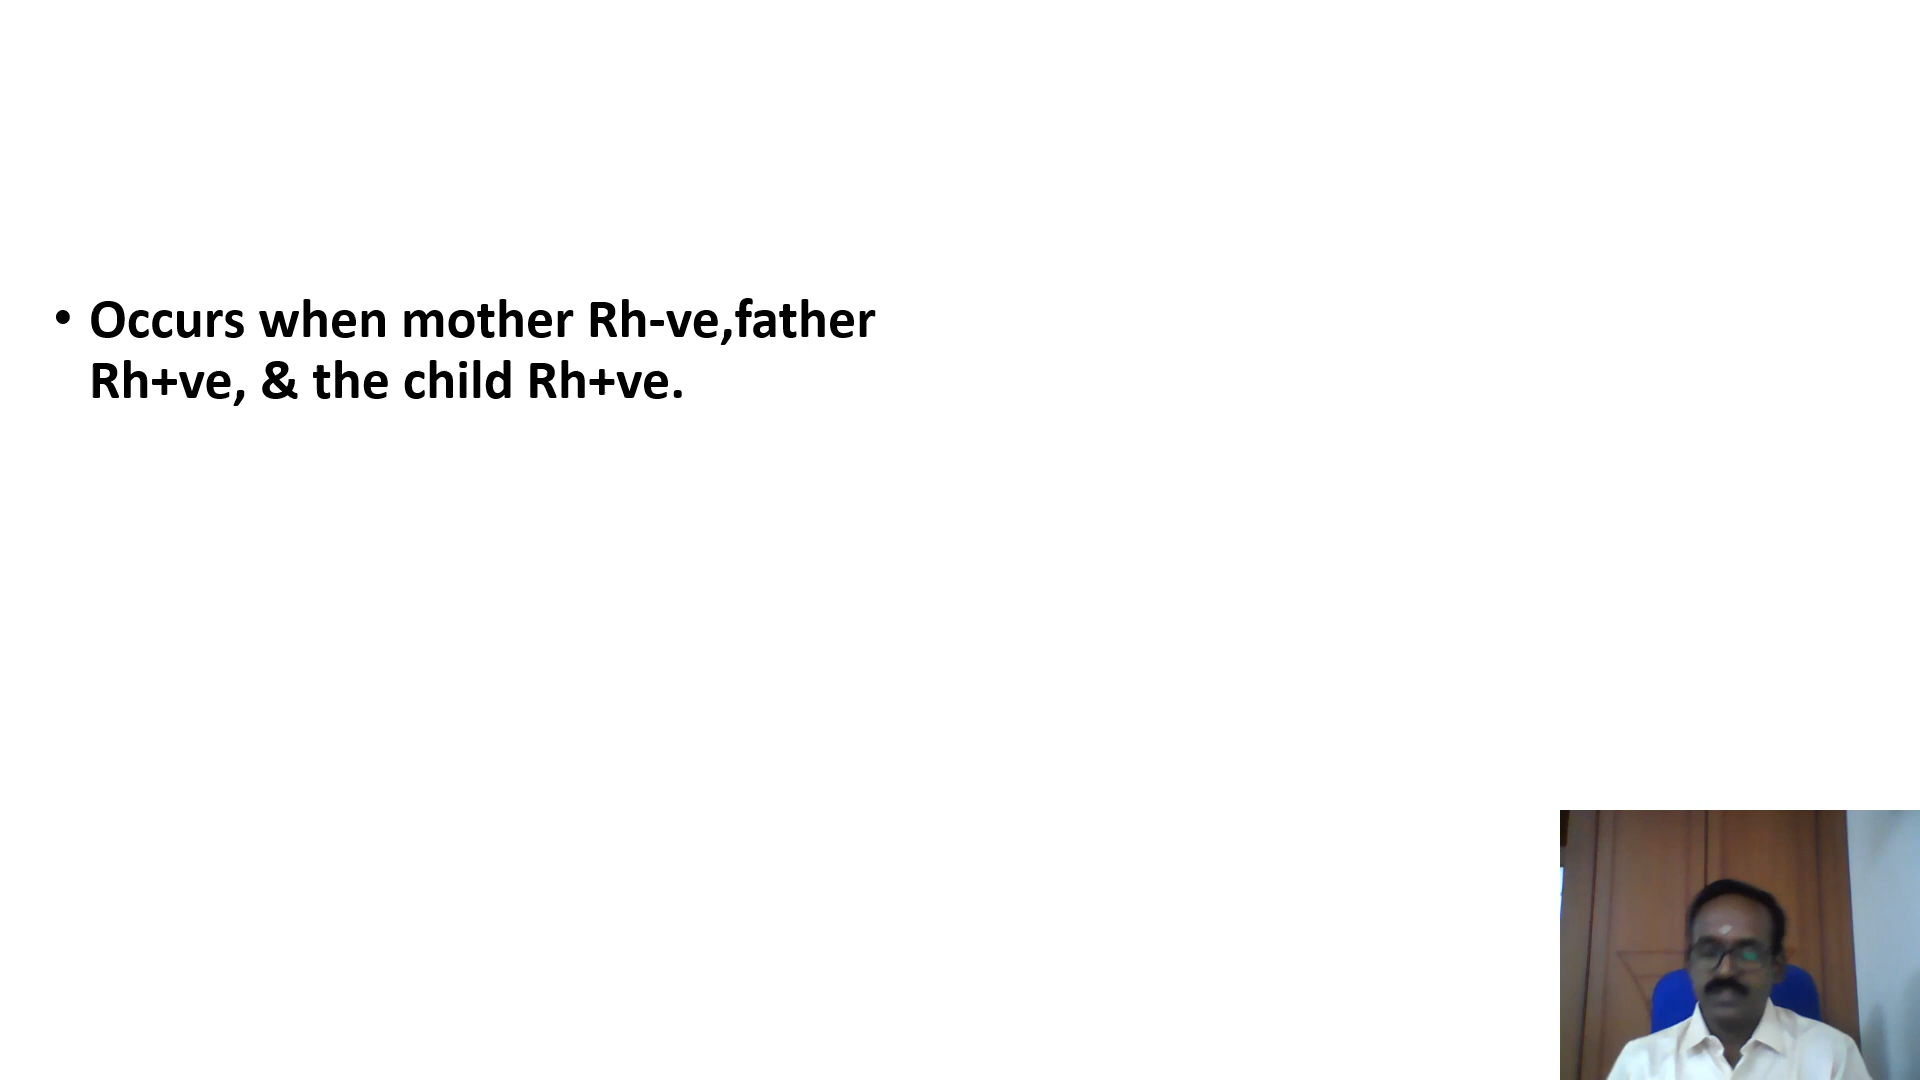 • Occurs when mother Rh-ve,father
Rh+ve, & the child Rh+ve.